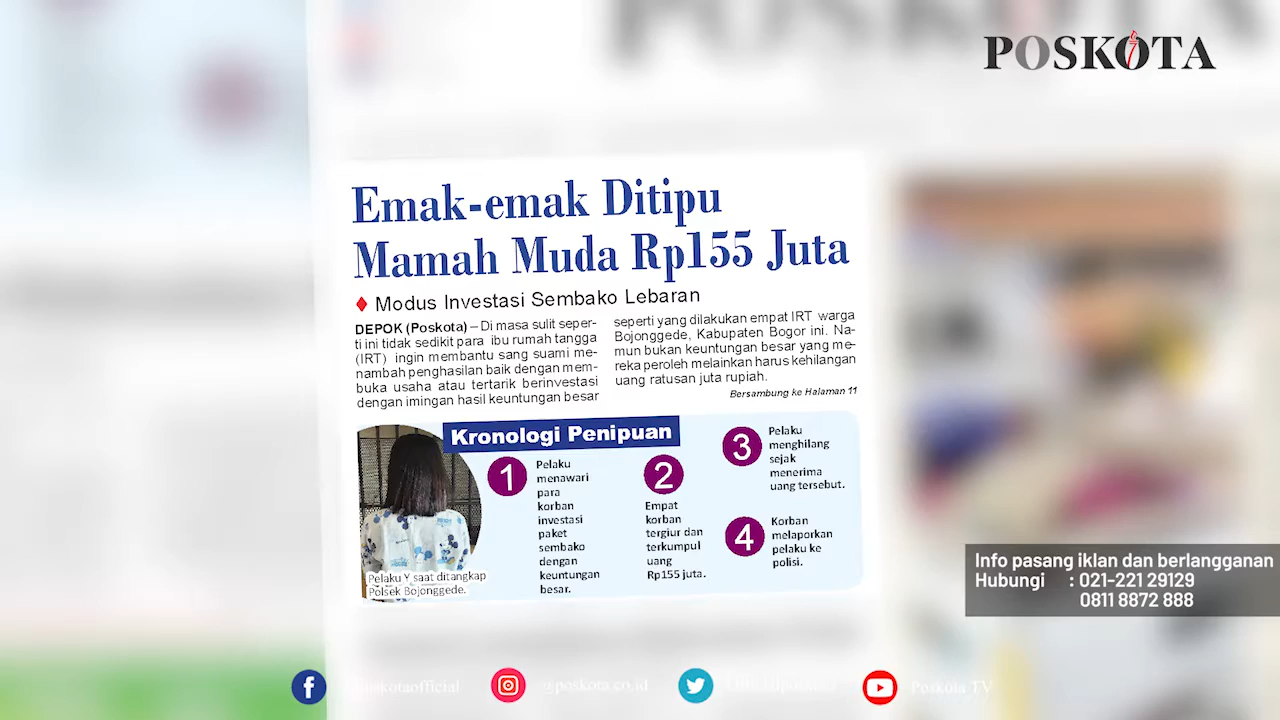 POSKOTA
Emak-emak Ditipu
Mamah Muda Rp155 Juta
Modus Investasi Sembako Lebaran
DEPOK (Poskota) – Di masa sulit seper-
ti ini tidak sedikit para ibu rumah tangga
(IRT) ingin membantu sang suami me-
nambah penghasilan baik dengan mem-
buka usaha atau tertarik berinvestasi
dengan imingan hasil keuntungan besar
seperti yang dilakukan empat IRT warga
Bojonggede, Kabupaten Bogor ini. Na-
mun bukan keuntungan besar yang me-
reka peroleh melainkan harus kehilangan
uang ratusan juta rupiah.
Bersambung ke Halaman 11
Kronologi Penipuan
1
Pelaku
menawari
para
korban
investasi
paket
sembako
dengan
keuntungan
besar.
2
Empat
korban
tergiur dan
terkumpul
uang
Rp155 juta.
3
Pelaku
menghilang
sejak
menerima
uang tersebut.
4
Korban
melaporkan
pelaku ke
polisi.
Pelaku Y saat ditangkap
Polsek Bojonggede.
Info pasang iklan dan berlangganan
Hubungi : 021-221 29129
0811 8872 888
@poskota.co.id
Poskota TV